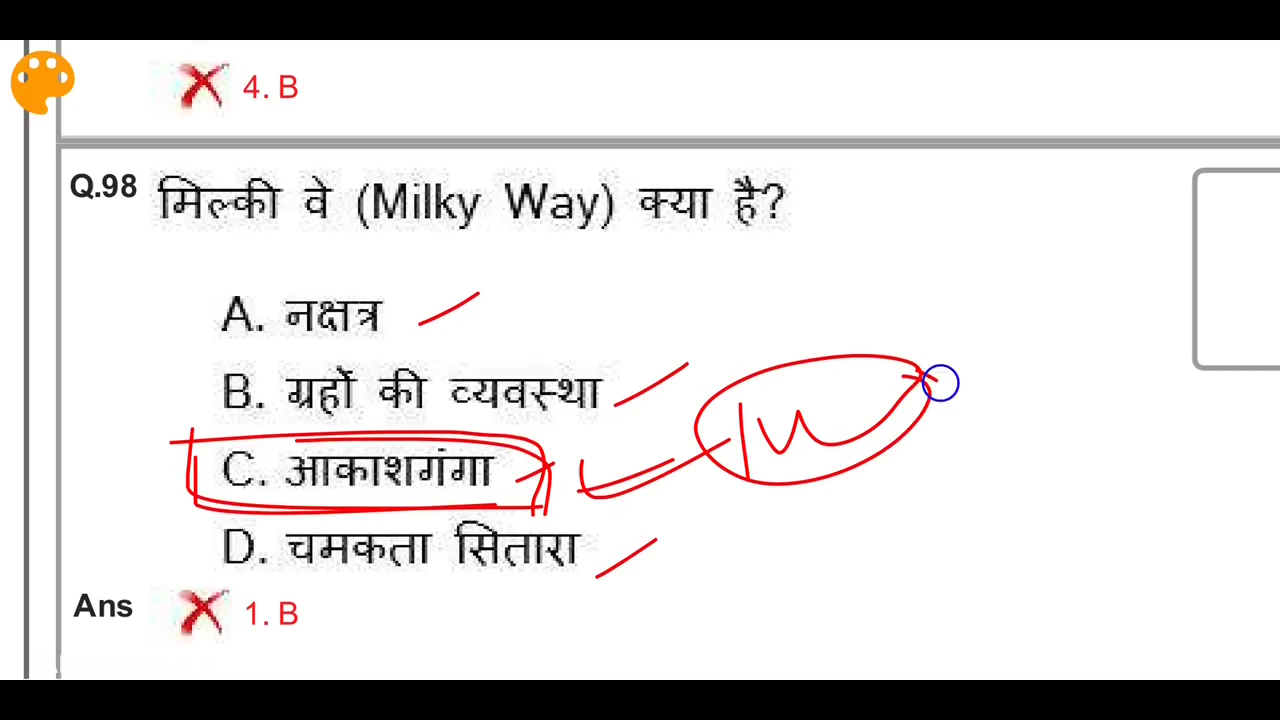 4. B
Q.98 मिल्की वे (Milky Way) क्या है?
A. नक्षत्र
B. ग्रहों की व्यवस्था
C. आकाशगंगा
D. चमकता सितारा
Ans 1. B